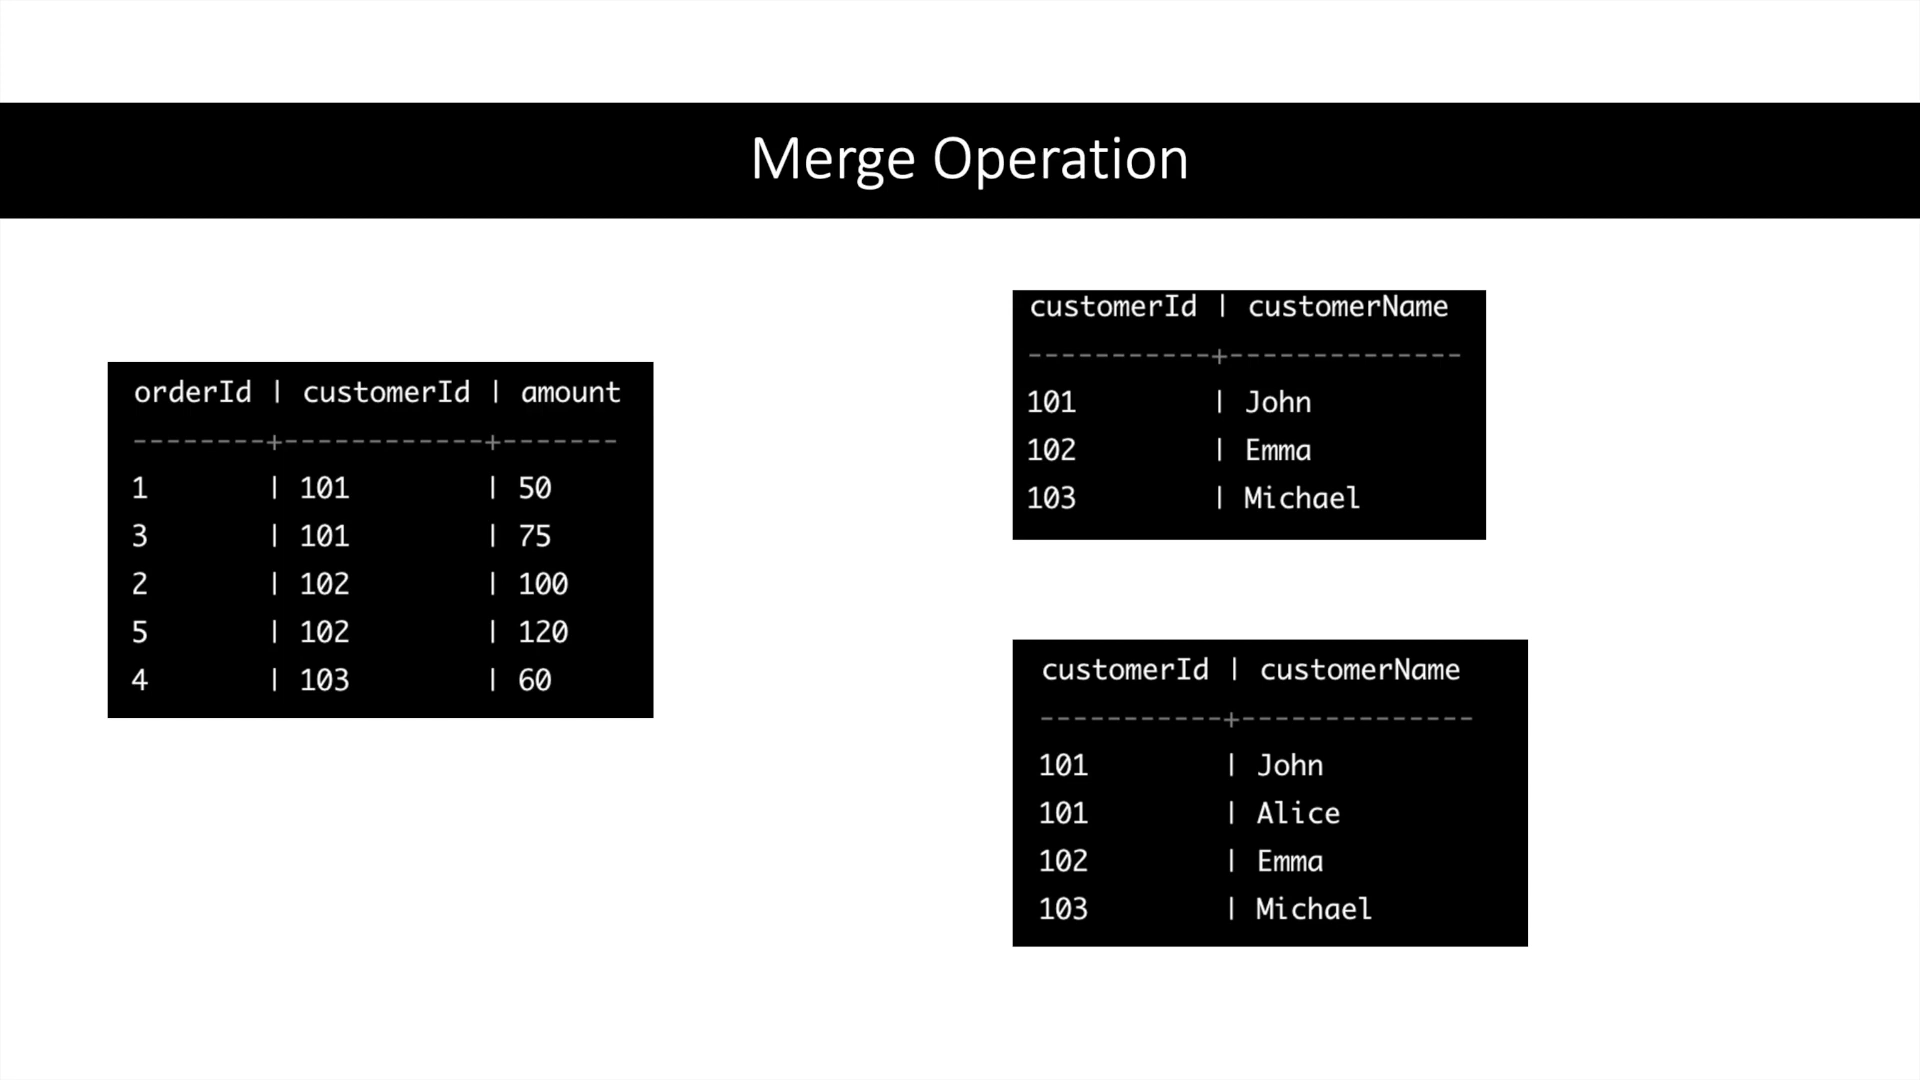 Merge Operation
orderId | customerId | amount
--------+------------+-------
1 | 101 | 50
3 | 101 | 75
2 | 102 | 100
5 | 102 | 120
4 | 103 | 60
customerId | customerName
-----------+--------------
101 | John
102 | Emma
103 | Michael
customerId | customerName
-----------+--------------
101 | John
101 | Alice
102 | Emma
103 | Michael